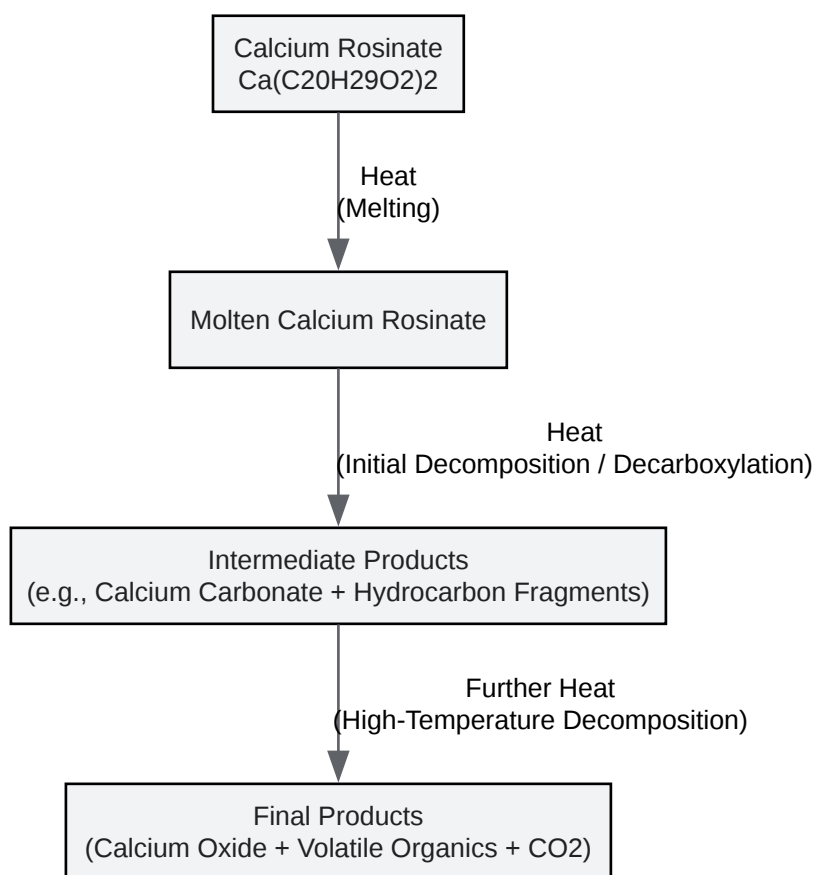 Calcium Rosinate
Ca(C20H29O2)2
Heat
(Melting)
Molten Calcium Rosinate
Heat
(Initial Decomposition / Decarboxylation)
Intermediate Products
(e.g., Calcium Carbonate + Hydrocarbon Fragments)
Further Heat
(High-Temperature Decomposition)
Final Products
(Calcium Oxide + Volatile Organics + CO2)